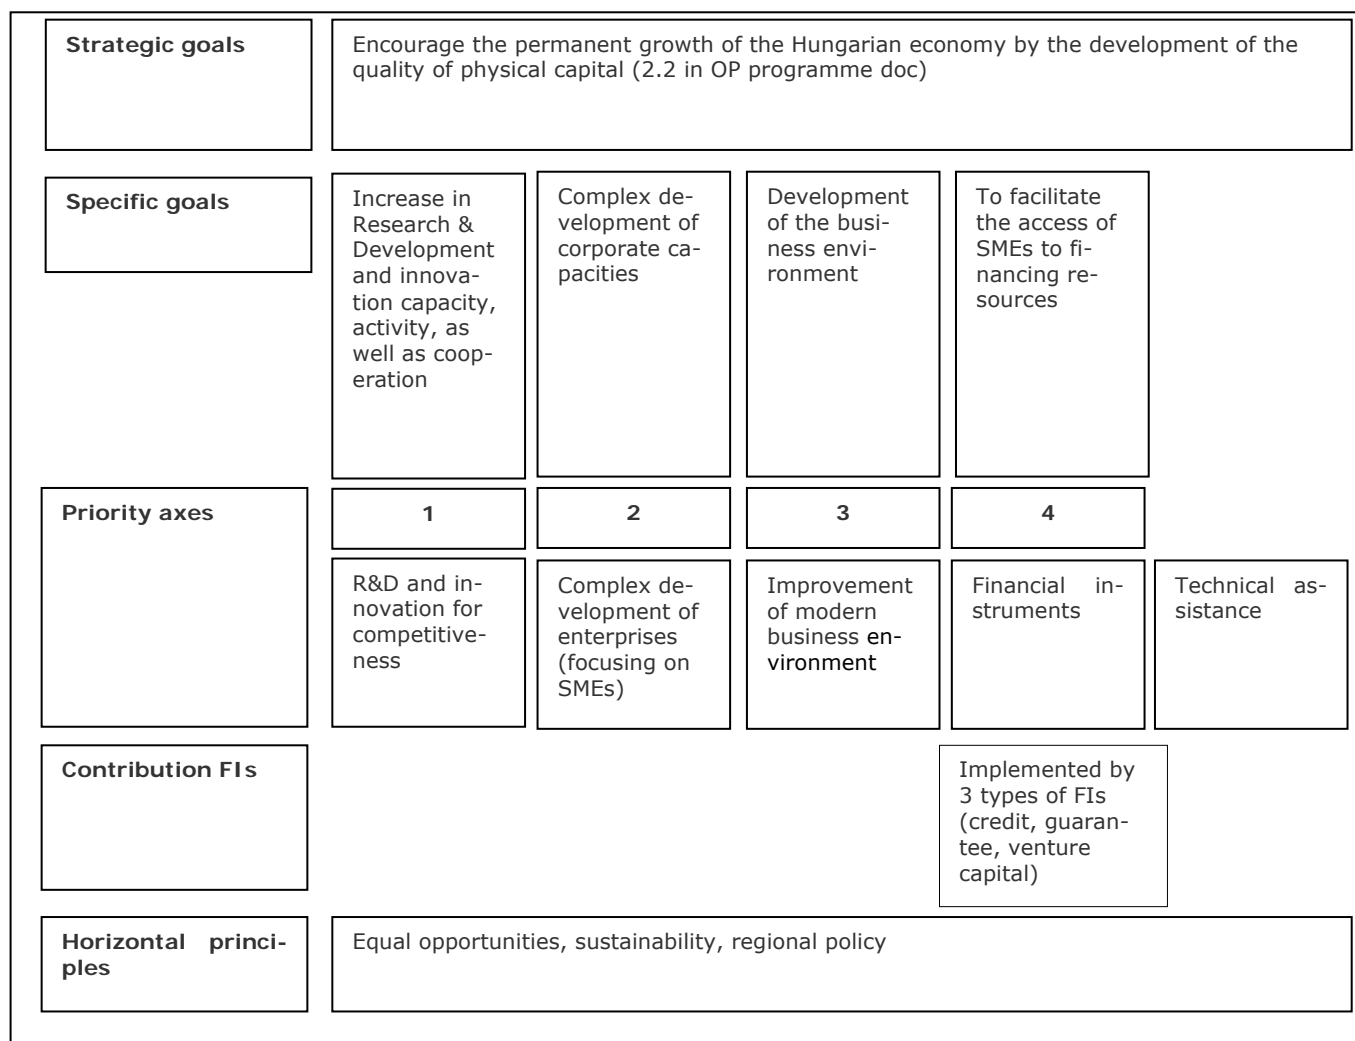 Strategic goals
Encourage the permanent growth of the Hungarian economy by the development of the
quality of physical capital (2.2 in OP programme doc)
Specific goals
Increase in
Research &
Development
and innova-
tion capacity,
activity, as
well as coop-
eration
Complex de-
velopment of
corporate ca-
pacities
Development
of the busi-
ness envi-
ronment
To facilitate
the access of
SMEs to fi-
nancing re-
sources
Priority axes
1
2
3
4
R&D and in-
novation for
competitive-
ness
Complex de-
velopment of
enterprises
(focusing on
SMEs)
Improvement
of modern
business en-
vironment
Financial in-
struments
Technical as-
sistance
Contribution FIs
Implemented by
3 types of FIs
(credit, guaran-
tee, venture
capital)
Horizontal princi-
ples
Equal opportunities, sustainability, regional policy